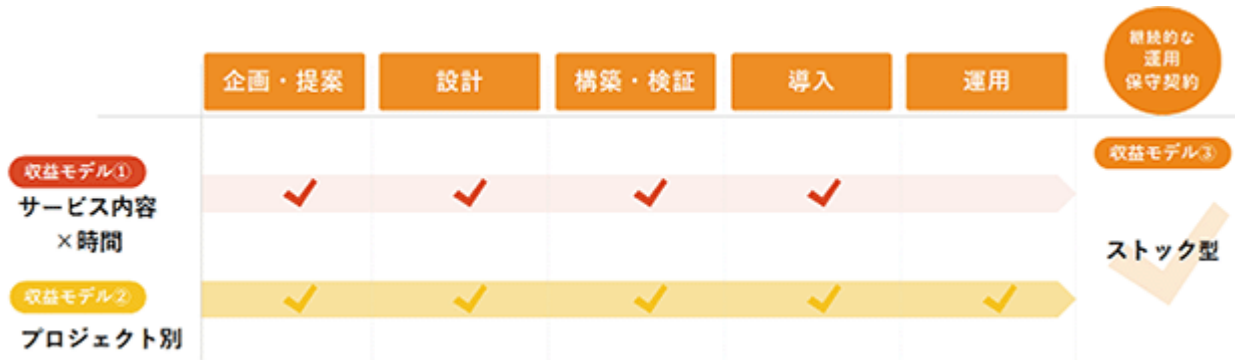 継続的な
運用
保守契約
企画・提案
設計
構築・検証
導入
運用
収益モデル①
サービス内容
×時間
収益モデル③
ストック型
収益モデル②
プロジェクト別